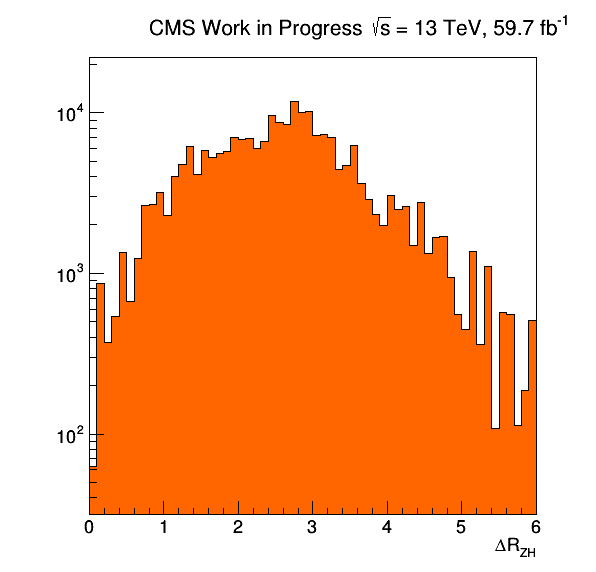 CMS Work in Progress √s = 13 TeV, 59.7 fb⁻¹
10⁴
10³
10²
0 1 2 3 4 5 6
ΔR_ZH